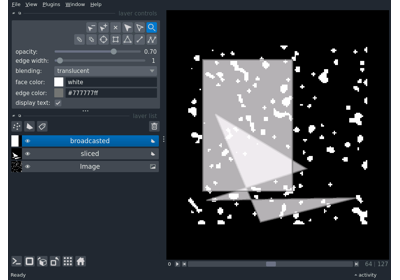 File View Plugins Window Help
layer controls
opacity: 0.70
edge width: 1
blending: translucent
face color: white
edge color: #777777ff
display text:
layer list
broadcasted
sliced
Image
64 127
Ready
activity